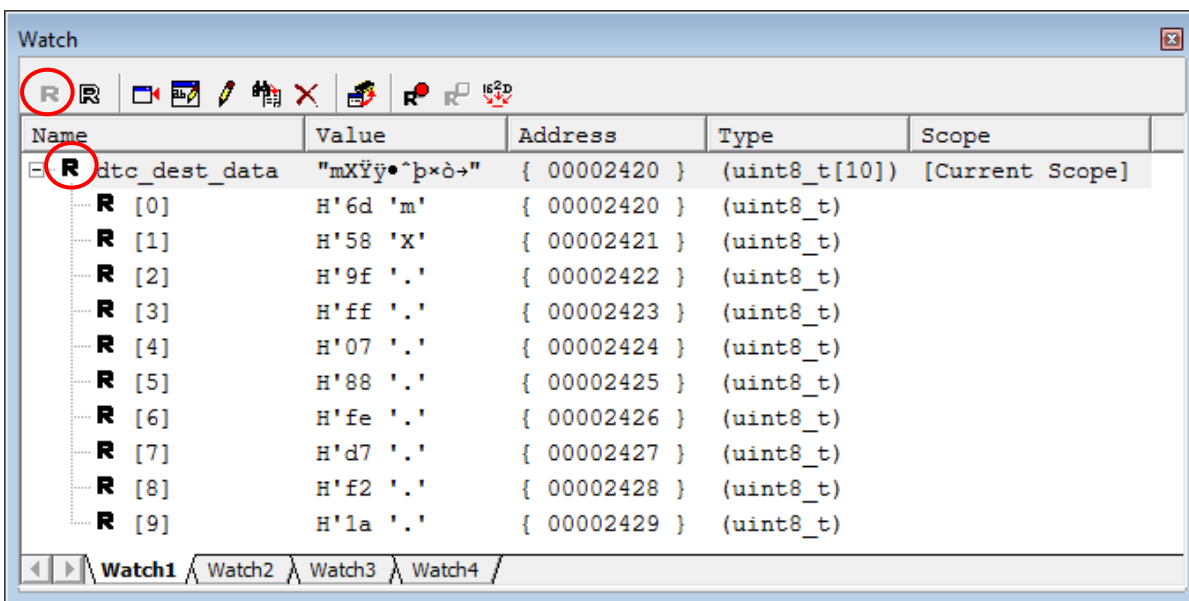 Watch
R R R R 16 2 D
Name Value Address Type Scope
R dtc_dest_data "mXŸÿ•ˆþ×ò→" { 00002420 } (uint8_t[10]) [Current Scope]
R [0] H'6d 'm' { 00002420 } (uint8_t)
R [1] H'58 'X' { 00002421 } (uint8_t)
R [2] H'9f '.' { 00002422 } (uint8_t)
R [3] H'ff '.' { 00002423 } (uint8_t)
R [4] H'07 '.' { 00002424 } (uint8_t)
R [5] H'88 '.' { 00002425 } (uint8_t)
R [6] H'fe '.' { 00002426 } (uint8_t)
R [7] H'd7 '.' { 00002427 } (uint8_t)
R [8] H'f2 '.' { 00002428 } (uint8_t)
R [9] H'1a '.' { 00002429 } (uint8_t)
Watch1 Watch2 Watch3 Watch4